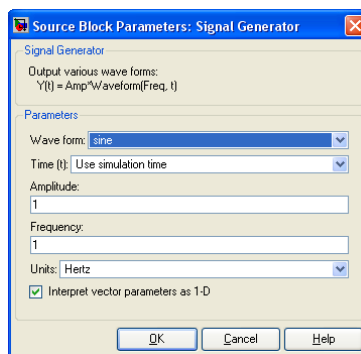 Source Block Parameters: Signal Generator
Signal Generator
Output various wave forms:
Y(t) = Amp*Waveform(Freq, t)
Parameters
Wave form: sine
Time (t): Use simulation time
Amplitude:
1
Frequency:
1
Units: Hertz
Interpret vector parameters as 1-D
OK Cancel Help